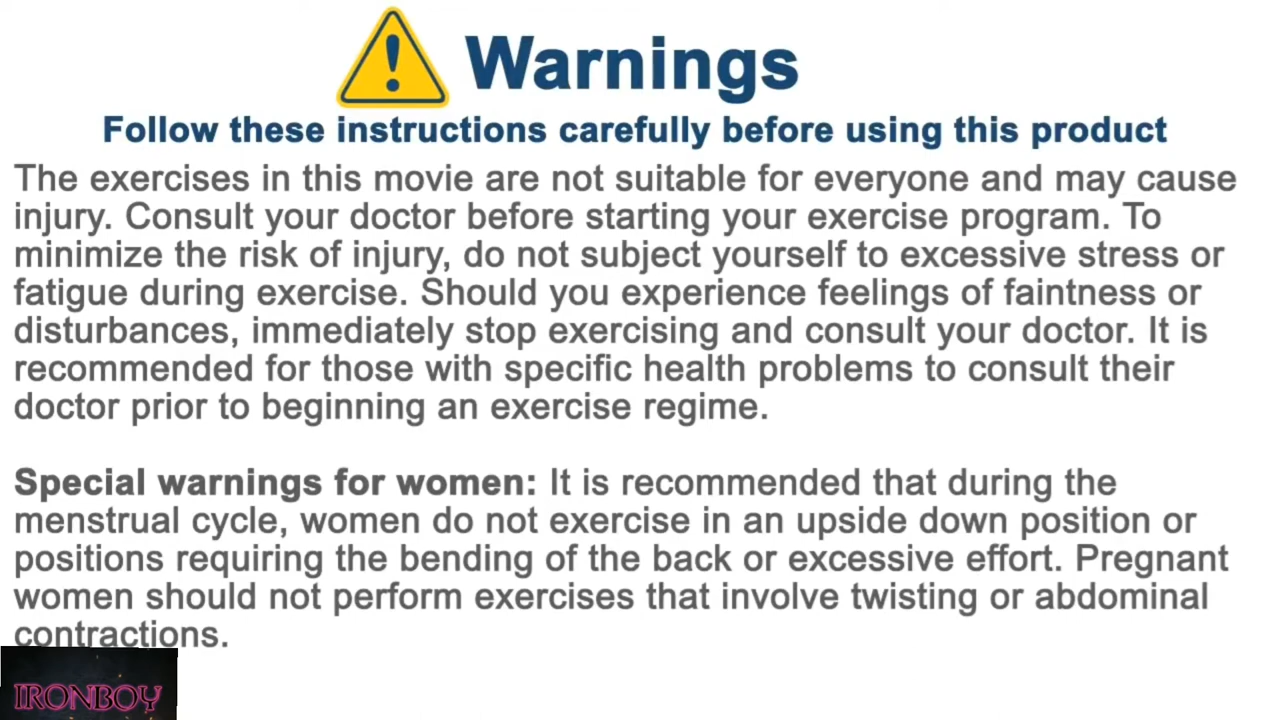 Warnings
Follow these instructions carefully before using this product
The exercises in this movie are not suitable for everyone and may cause
injury. Consult your doctor before starting your exercise program. To
minimize the risk of injury, do not subject yourself to excessive stress or
fatigue during exercise. Should you experience feelings of faintness or
disturbances, immediately stop exercising and consult your doctor. It is
recommended for those with specific health problems to consult their
doctor prior to beginning an exercise regime.
Special warnings for women: It is recommended that during the
menstrual cycle, women do not exercise in an upside down position or
positions requiring the bending of the back or excessive effort. Pregnant
women should not perform exercises that involve twisting or abdominal
contractions.
IRONBOY